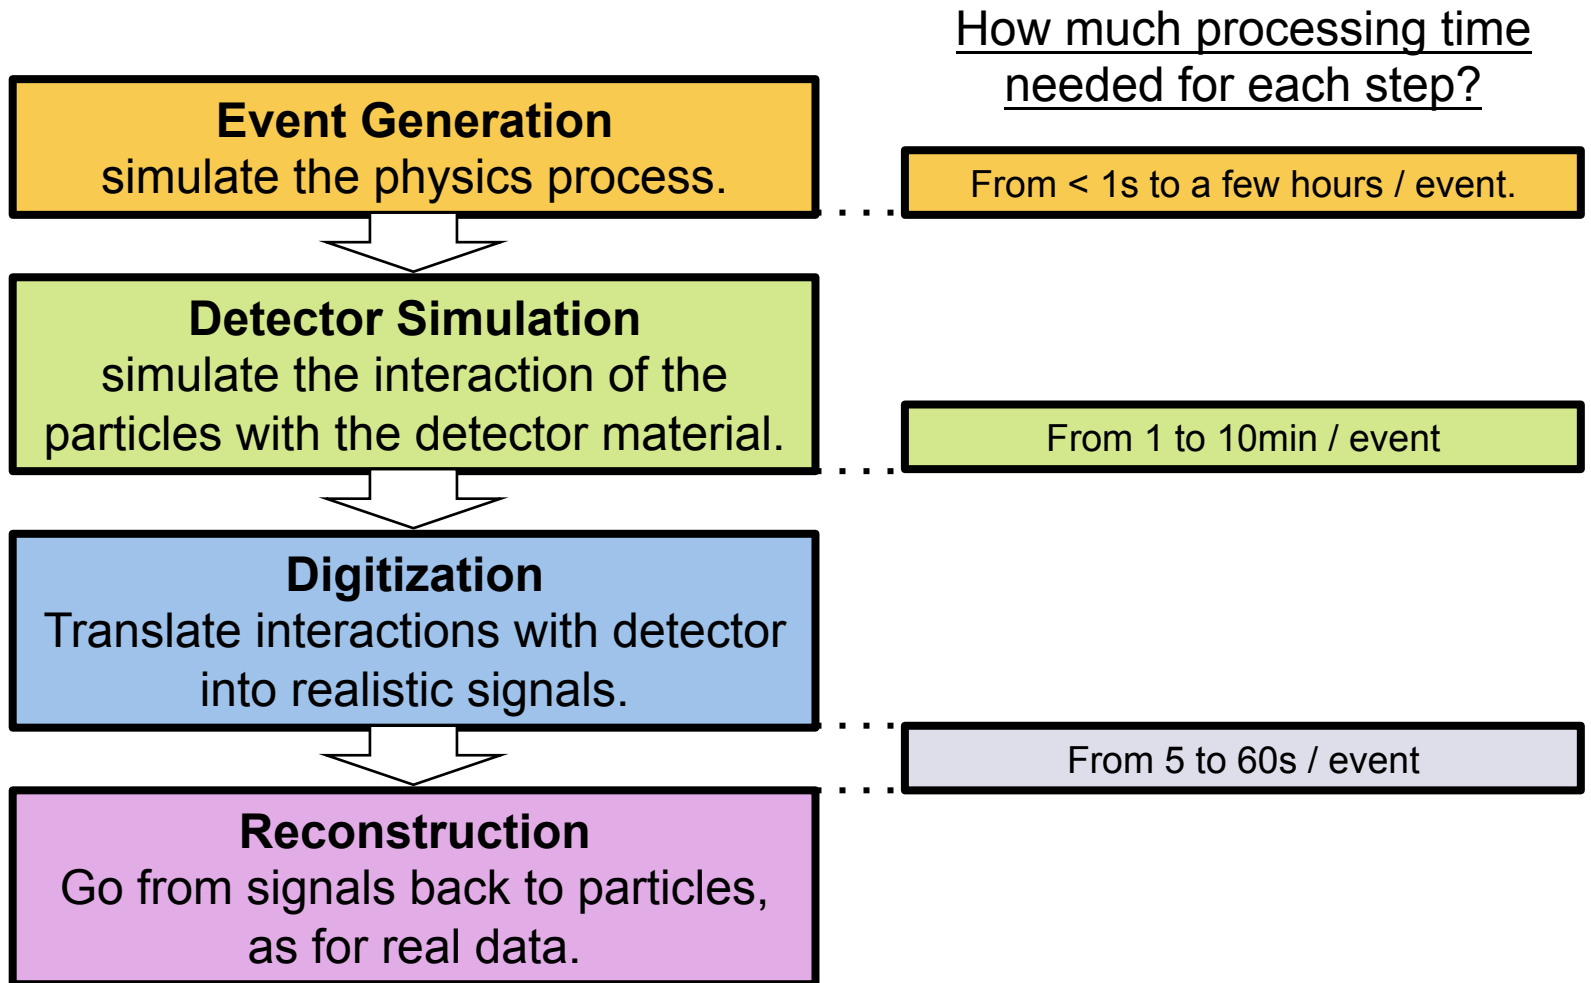 How much processing time
needed for each step?
Event Generation
simulate the physics process.
From < 1s to a few hours / event.
Detector Simulation
simulate the interaction of the
particles with the detector material.
From 1 to 10min / event
Digitization
Translate interactions with detector
into realistic signals.
From 5 to 60s / event
Reconstruction
Go from signals back to particles,
as for real data.